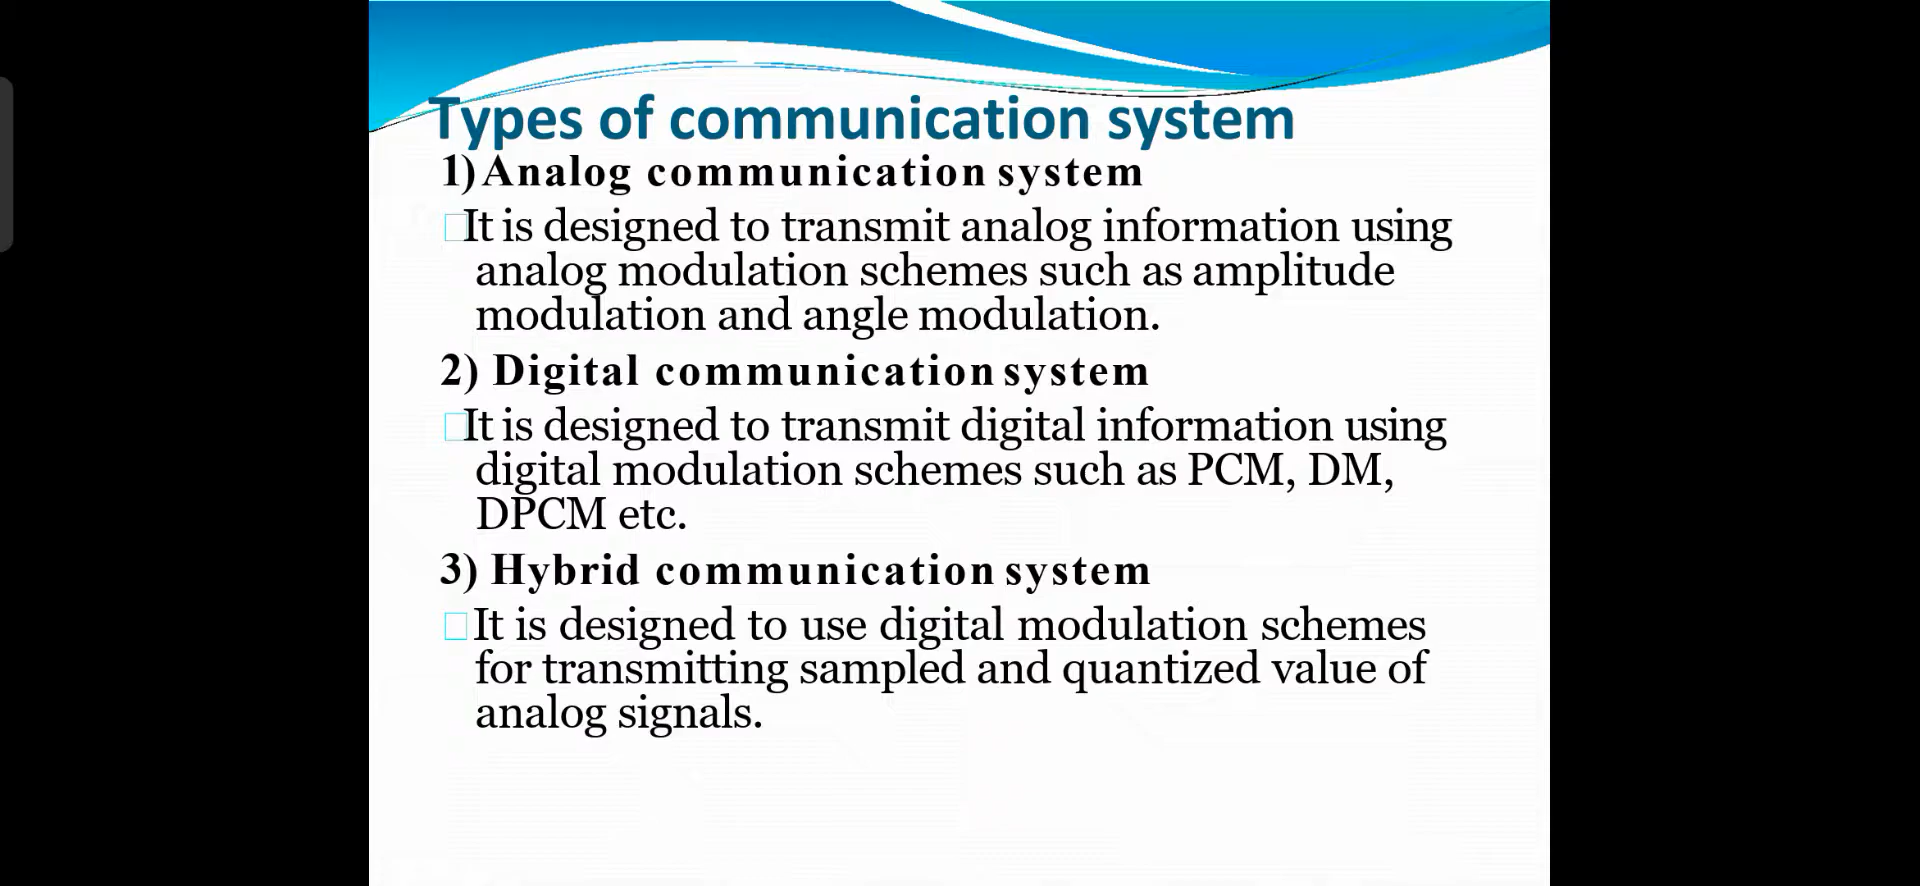 Types of communication system
1) Analog communication system
It is designed to transmit analog information using
analog modulation schemes such as amplitude
modulation and angle modulation.
2) Digital communication system
It is designed to transmit digital information using
digital modulation schemes such as PCM, DM,
DPCM etc.
3) Hybrid communication system
It is designed to use digital modulation schemes
for transmitting sampled and quantized value of
analog signals.